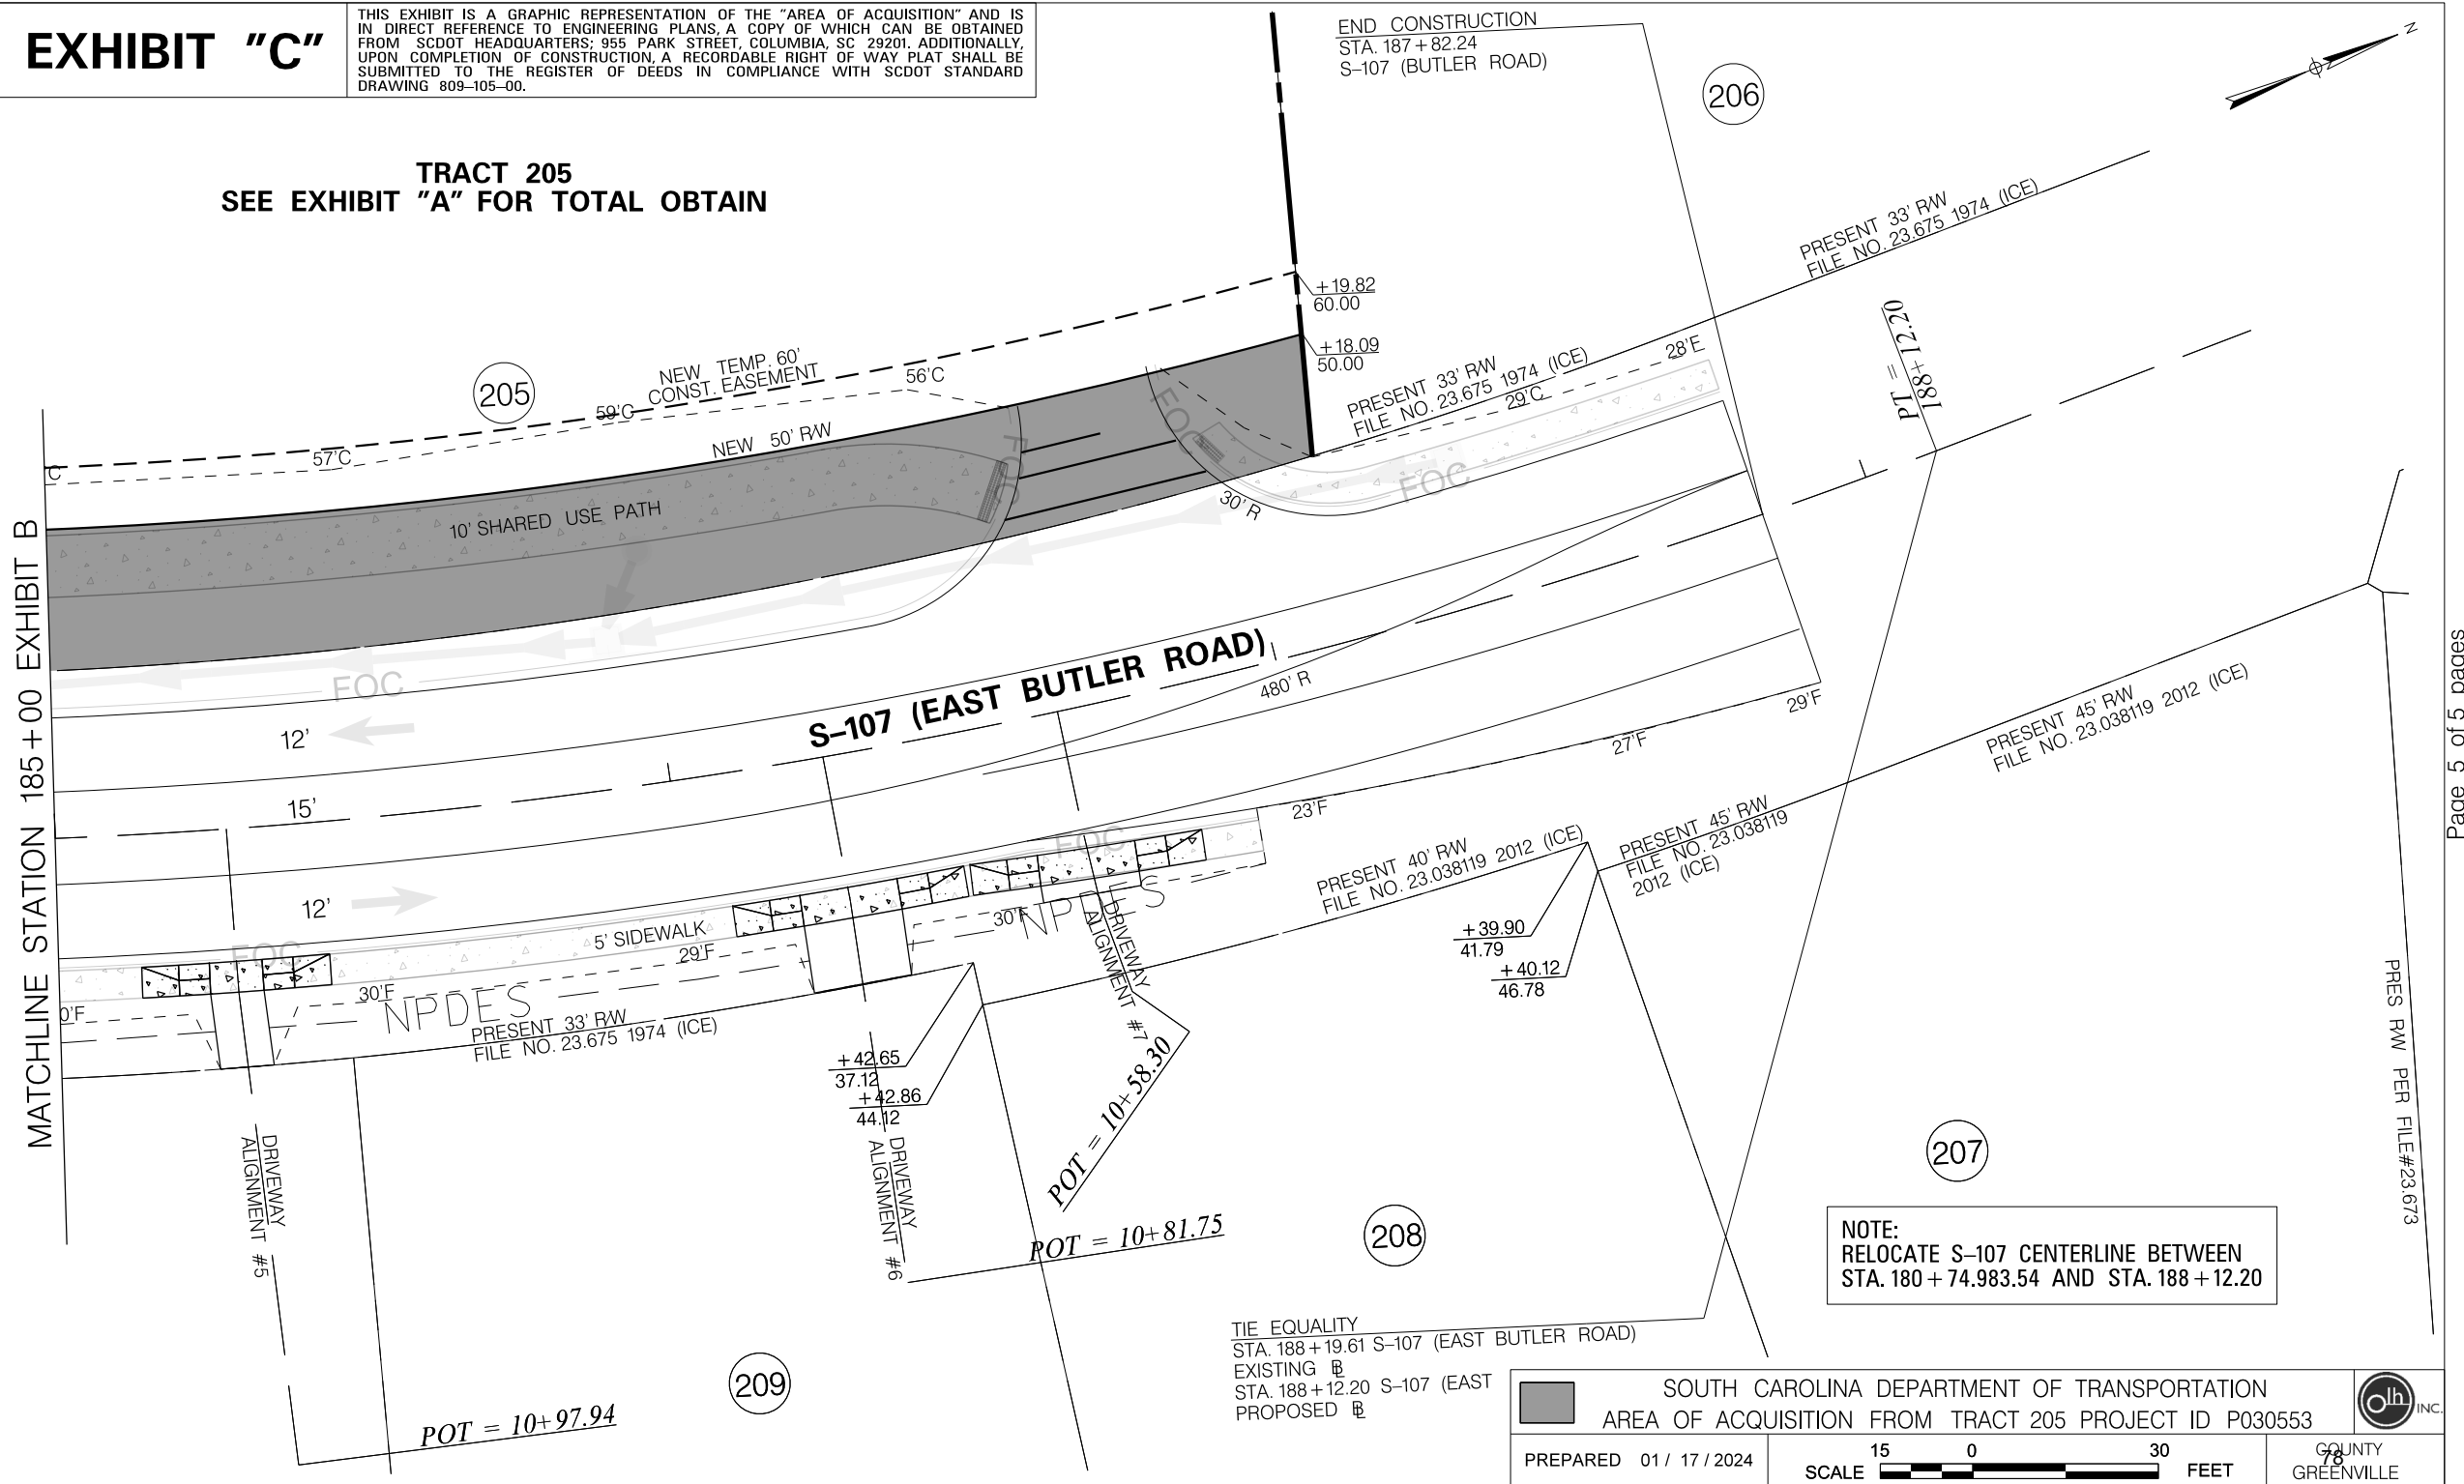 EXHIBIT "C"
THIS EXHIBIT IS A GRAPHIC REPRESENTATION OF THE "AREA OF ACQUISITION" AND IS
IN DIRECT REFERENCE TO ENGINEERING PLANS, A COPY OF WHICH CAN BE OBTAINED
FROM SCDOT HEADQUARTERS; 955 PARK STREET, COLUMBIA, SC 29201. ADDITIONALLY,
UPON COMPLETION OF CONSTRUCTION, A RECORDABLE RIGHT OF WAY PLAT SHALL BE
SUBMITTED TO THE REGISTER OF DEEDS IN COMPLIANCE WITH SCDOT STANDARD
DRAWING 809-105-00.
END CONSTRUCTION
STA. 187+82.24
S-107 (BUTLER ROAD)
206
N
TRACT 205
SEE EXHIBIT "A" FOR TOTAL OBTAIN
PRESENT 33' R/W
FILE NO. 23.675 1974 (ICE)
+19.82
60.00
+18.09
50.00
PT =
188+12.20
205
NEW TEMP. 60'
CONST. EASEMENT
56'C
59'C
57'C
C
NEW 50' R/W
PRESENT 33' R/W
FILE NO. 23.675 1974 (ICE)
28'E
29'C
FOC
FOC
FOC
30' R
10' SHARED USE PATH
MATCHLINE STATION 185+00 EXHIBIT B
FOC
12'
15'
12'
S-107 (EAST BUTLER ROAD)
480' R
29'F
27'F
23'F
PRESENT 45' R/W
FILE NO. 23.038119 2012 (ICE)
Page 5 of 5 pages
FOC
FOC
5' SIDEWALK
29'F
30'F
30'F
0'F
NPDES
NPDES
PRESENT 33' R/W
FILE NO. 23.675 1974 (ICE)
PRESENT 40' R/W
FILE NO. 23.038119 2012 (ICE)
PRESENT 45' R/W
FILE NO. 23.038119
2012 (ICE)
+39.90
41.79
+40.12
46.78
+42.65
37.12
+42.86
44.12
DRIVEWAY
ALIGNMENT #7
POT = 10+58.30
DRIVEWAY
ALIGNMENT #5
DRIVEWAY
ALIGNMENT #6
POT = 10+81.75
POT = 10+97.94
PRES R/W PER FILE#23.673
207
208
209
NOTE:
RELOCATE S-107 CENTERLINE BETWEEN
STA. 180+74.983.54 AND STA. 188+12.20
TIE EQUALITY
STA. 188+19.61 S-107 (EAST BUTLER ROAD)
EXISTING BL
STA. 188+12.20 S-107 (EAST
PROPOSED BL
SOUTH CAROLINA DEPARTMENT OF TRANSPORTATION
AREA OF ACQUISITION FROM TRACT 205 PROJECT ID P030553
olh INC.
PREPARED 01 / 17 / 2024
SCALE 15 0 30 FEET
COUNTY
78
GREENVILLE